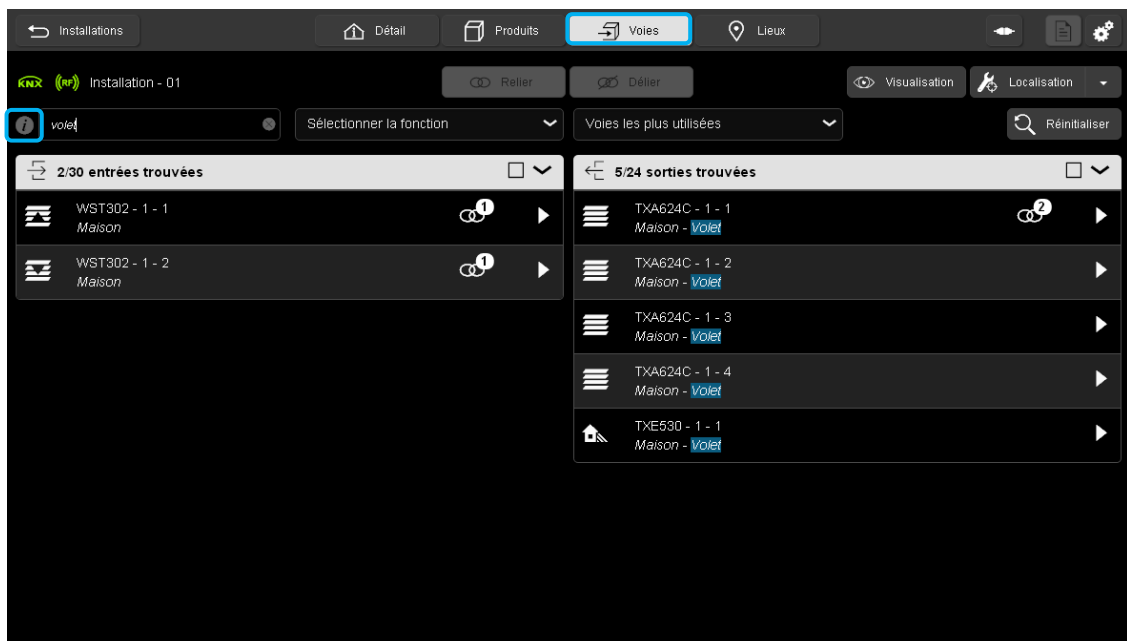 Installations
Détail
Produits
Voies
Lieux
KNX ((RF)) Installation - 01
Relier
Délier
Visualisation
Localisation
i volet
Sélectionner la fonction
Voies les plus utilisées
Réinitialiser
2/30 entrées trouvées
WST302 - 1 - 1
1
Maison
WST302 - 1 - 2
1
Maison
5/24 sorties trouvées
TXA624C - 1 - 1
2
Maison - Volet
TXA624C - 1 - 2
Maison - Volet
TXA624C - 1 - 3
Maison - Volet
TXA624C - 1 - 4
Maison - Volet
TXE530 - 1 - 1
Maison - Volet